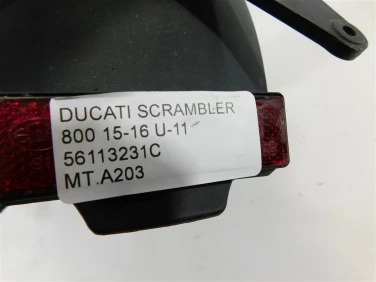 DUCATI SCRAMBLER
800 15-16 U-11
56113231C
MT.A203